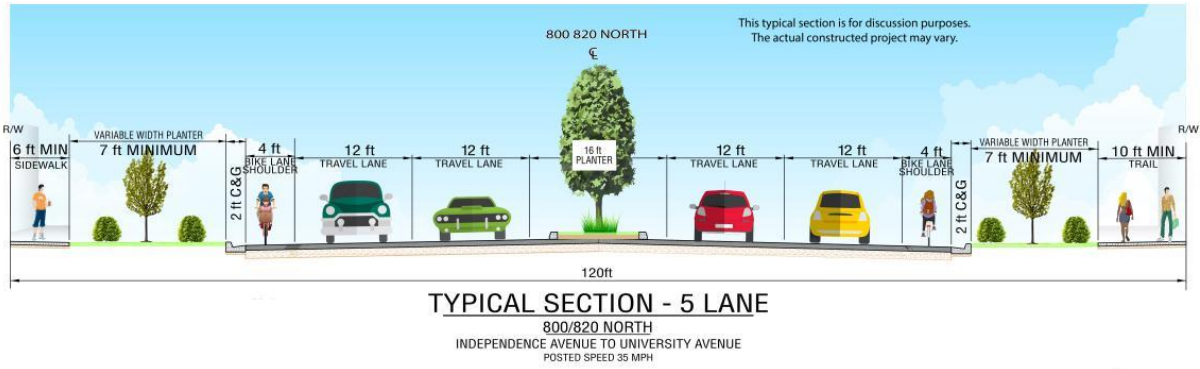 This typical section is for discussion purposes.
The actual constructed project may vary.
800 820 NORTH
℄
R/W
6 ft MIN
SIDEWALK
VARIABLE WIDTH PLANTER
7 ft MINIMUM
2 ft C&G
4 ft
BIKE LANE
SHOULDER
12 ft
TRAVEL LANE
12 ft
TRAVEL LANE
16 ft
PLANTER
12 ft
TRAVEL LANE
12 ft
TRAVEL LANE
4 ft
BIKE LANE
SHOULDER
2 ft C&G
VARIABLE WIDTH PLANTER
7 ft MINIMUM
10 ft MIN
TRAIL
R/W
120ft
TYPICAL SECTION - 5 LANE
800/820 NORTH
INDEPENDENCE AVENUE TO UNIVERSITY AVENUE
POSTED SPEED 35 MPH